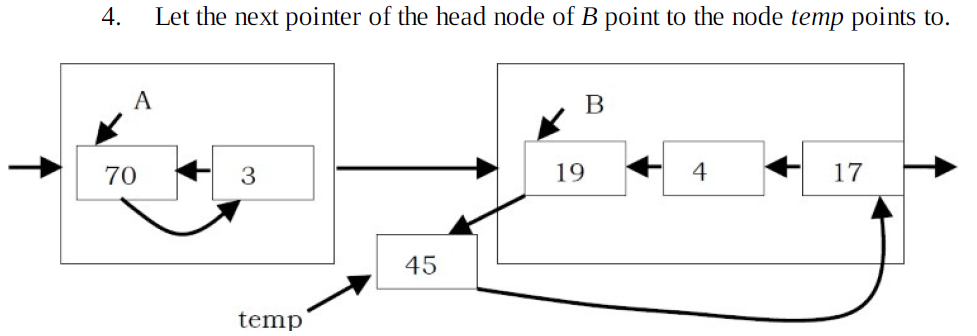 4. Let the next pointer of the head node of B point to the node temp points to.
A
B
70
3
19
4
17
45
temp